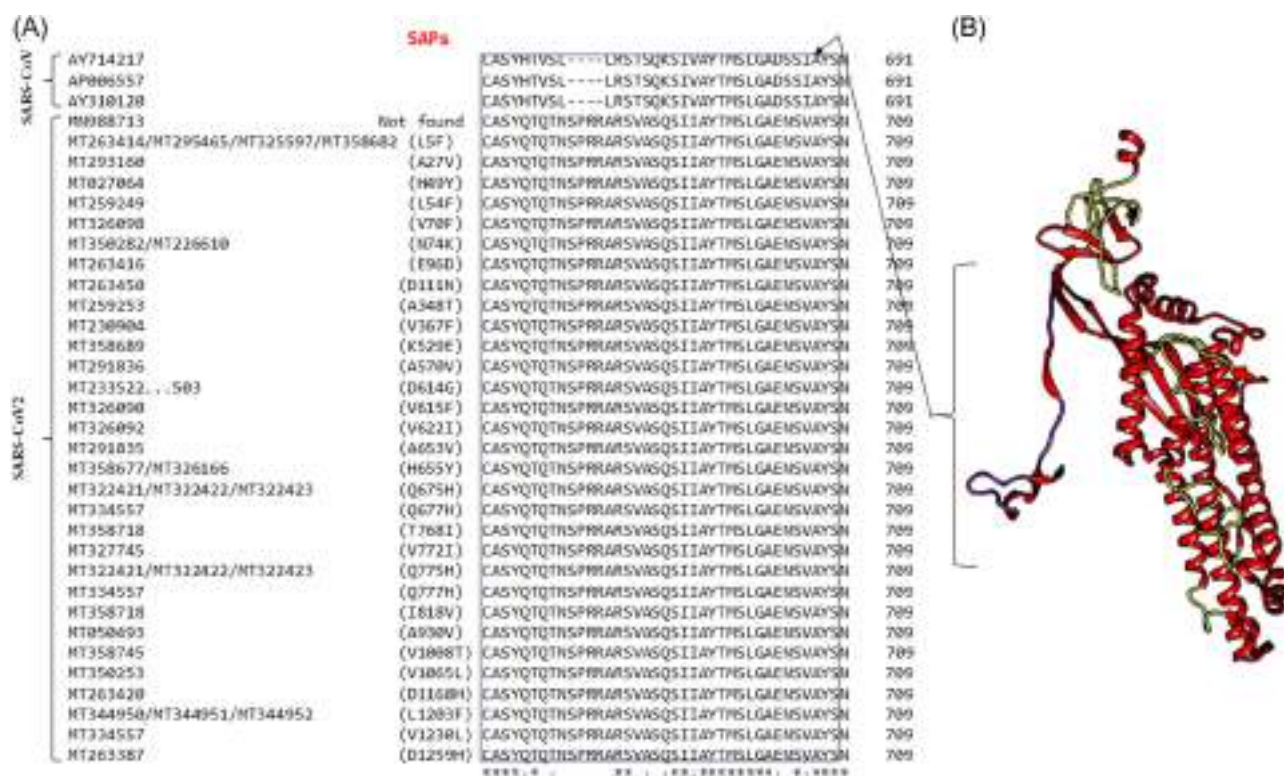 (A) (B)
SAPs
SARS-CoV
AY714217 CASYHTVSL----LRSTSQKSIVAYTMSLGADSSIAYSN 691
AP006557 CASYHTVSL----LRSTSQKSIVAYTMSLGADSSIAYSN 691
AY310120 CASYHTVSL----LRSTSQKSIVAYTMSLGADSSIAYSN 691
SARS-CoV2
MN988713 Not found CASYQTQTNSPRRARSVASQSIIAYTMSLGAENSVAYSN 709
MT263414/MT295465/MT325597/MT358682 (L5F) CASYQTQTNSPRRARSVASQSIIAYTMSLGAENSVAYSN 709
MT293160 (A27V) CASYQTQTNSPRRARSVASQSIIAYTMSLGAENSVAYSN 709
MT027064 (H49Y) CASYQTQTNSPRRARSVASQSIIAYTMSLGAENSVAYSN 709
MT259249 (L54F) CASYQTQTNSPRRARSVASQSIIAYTMSLGAENSVAYSN 709
MT326098 (V70F) CASYQTQTNSPRRARSVASQSIIAYTMSLGAENSVAYSN 709
MT350282/MT226610 (N74K) CASYQTQTNSPRRARSVASQSIIAYTMSLGAENSVAYSN 709
MT263416 (E96D) CASYQTQTNSPRRARSVASQSIIAYTMSLGAENSVAYSN 709
MT263450 (D111N) CASYQTQTNSPRRARSVASQSIIAYTMSLGAENSVAYSN 709
MT259253 (A348T) CASYQTQTNSPRRARSVASQSIIAYTMSLGAENSVAYSN 709
MT230904 (V367F) CASYQTQTNSPRRARSVASQSIIAYTMSLGAENSVAYSN 709
MT358689 (K529E) CASYQTQTNSPRRARSVASQSIIAYTMSLGAENSVAYSN 709
MT291836 (A570V) CASYQTQTNSPRRARSVASQSIIAYTMSLGAENSVAYSN 709
MT233522...503 (D614G) CASYQTQTNSPRRARSVASQSIIAYTMSLGAENSVAYSN 709
MT326090 (V615F) CASYQTQTNSPRRARSVASQSIIAYTMSLGAENSVAYSN 709
MT326092 (V622I) CASYQTQTNSPRRARSVASQSIIAYTMSLGAENSVAYSN 709
MT291835 (A653V) CASYQTQTNSPRRARSVASQSIIAYTMSLGAENSVAYSN 709
MT358677/MT326166 (H655Y) CASYQTQTNSPRRARSVASQSIIAYTMSLGAENSVAYSN 709
MT322421/MT322422/MT322423 (Q675H) CASYQTQTNSPRRARSVASQSIIAYTMSLGAENSVAYSN 709
MT334557 (Q677H) CASYQTQTNSPRRARSVASQSIIAYTMSLGAENSVAYSN 709
MT358718 (T768I) CASYQTQTNSPRRARSVASQSIIAYTMSLGAENSVAYSN 709
MT327745 (V772I) CASYQTQTNSPRRARSVASQSIIAYTMSLGAENSVAYSN 709
MT322421/MT312422/MT322423 (Q775H) CASYQTQTNSPRRARSVASQSIIAYTMSLGAENSVAYSN 709
MT334557 (Q777H) CASYQTQTNSPRRARSVASQSIIAYTMSLGAENSVAYSN 709
MT358718 (I818V) CASYQTQTNSPRRARSVASQSIIAYTMSLGAENSVAYSN 709
MT050493 (A930V) CASYQTQTNSPRRARSVASQSIIAYTMSLGAENSVAYSN 709
MT358745 (V1008T) CASYQTQTNSPRRARSVASQSIIAYTMSLGAENSVAYSN 709
MT350253 (V1065L) CASYQTQTNSPRRARSVASQSIIAYTMSLGAENSVAYSN 709
MT263420 (D1168H) CASYQTQTNSPRRARSVASQSIIAYTMSLGAENSVAYSN 709
MT344950/MT344951/MT344952 (L1203F) CASYQTQTNSPRRARSVASQSIIAYTMSLGAENSVAYSN 709
MT334557 (V1230L) CASYQTQTNSPRRARSVASQSIIAYTMSLGAENSVAYSN 709
MT263387 (D1259H) CASYQTQTNSPRRARSVASQSIIAYTMSLGAENSVAYSN 709